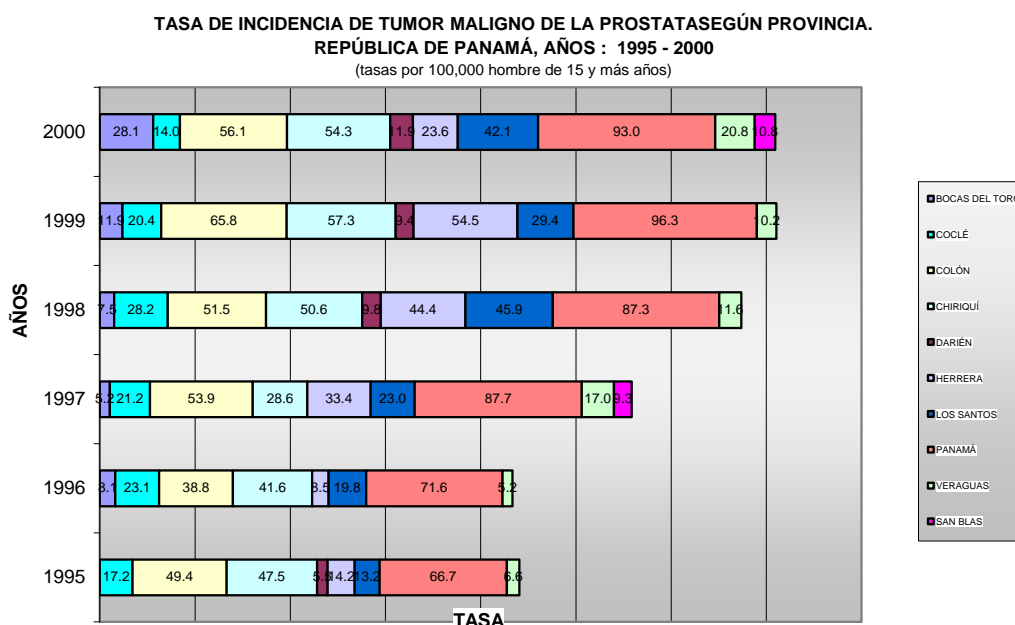 TASA DE INCIDENCIA DE TUMOR MALIGNO DE LA PROSTATASEGÚN PROVINCIA.
REPÚBLICA DE PANAMÁ, AÑOS : 1995 - 2000
(tasas por 100,000 hombre de 15 y más años)
2000 28.1 14.0 56.1 54.3 11.9 23.6 42.1 93.0 20.8 10.8
1999 11.9 20.4 65.8 57.3 9.4 54.5 29.4 96.3 10.2
1998 7.5 28.2 51.5 50.6 9.8 44.4 45.9 87.3 11.6
1997 5.2 21.2 53.9 28.6 33.4 23.0 87.7 17.0 9.3
1996 8.1 23.1 38.8 41.6 8.5 19.8 71.6 5.2
1995 17.2 49.4 47.5 5.5 14.2 13.2 66.7 6.6
AÑOS
TASA
BOCAS DEL TORO
COCLÉ
COLÓN
CHIRIQUÍ
DARIÉN
HERRERA
LOS SANTOS
PANAMÁ
VERAGUAS
SAN BLAS